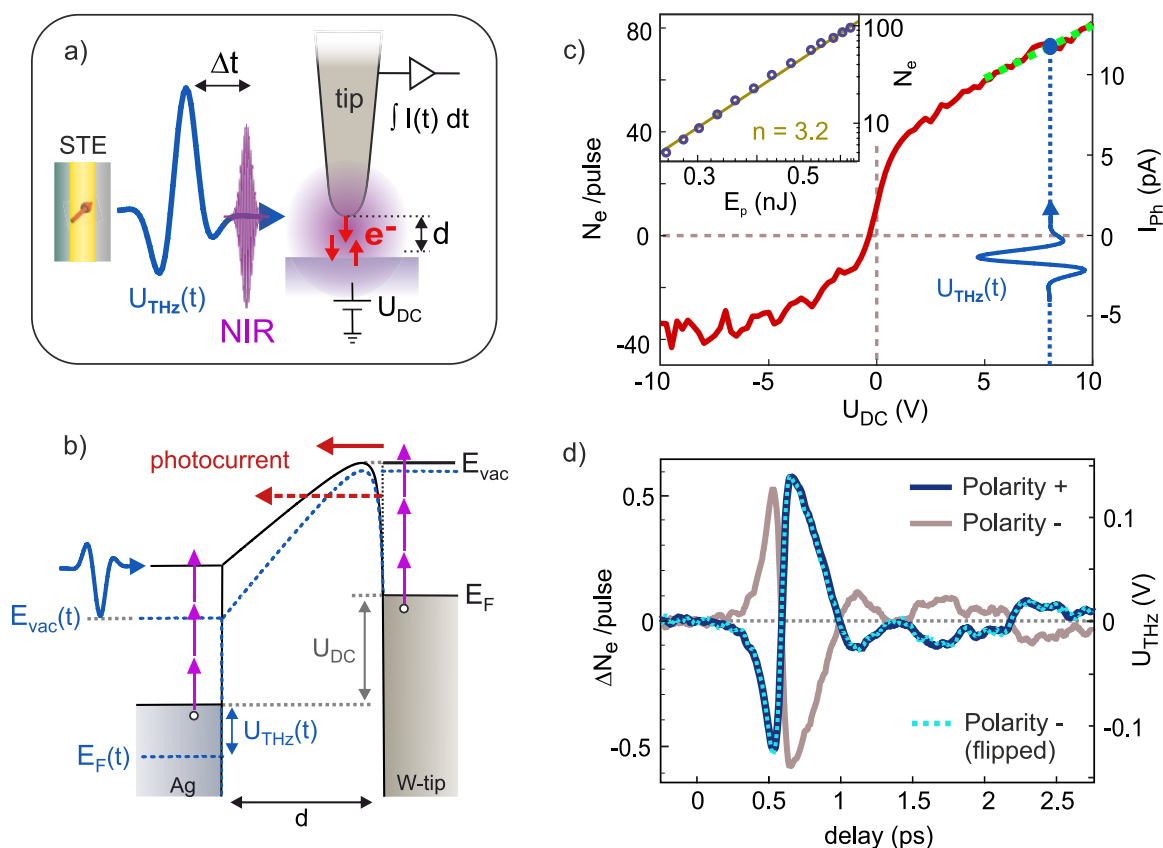 a)
Δt
STE
tip
∫ I(t) dt
e-
d
U_THz(t)
NIR
U_DC
b)
photocurrent
E_vac
E_vac(t)
E_F
U_DC
U_THz(t)
E_F(t)
Ag
W-tip
d
c)
N_e /pulse
80
40
0
-40
-10
-5
0
5
10
U_DC (V)
10
5
0
-5
I_Ph (pA)
U_THz(t)
100
10
N_e
n = 3.2
0.3
0.5
E_p (nJ)
d)
ΔN_e /pulse
0.5
0
-0.5
Polarity +
Polarity -
Polarity -
(flipped)
0.1
0
-0.1
U_THz (V)
0
0.5
1
1.5
2
2.5
delay (ps)